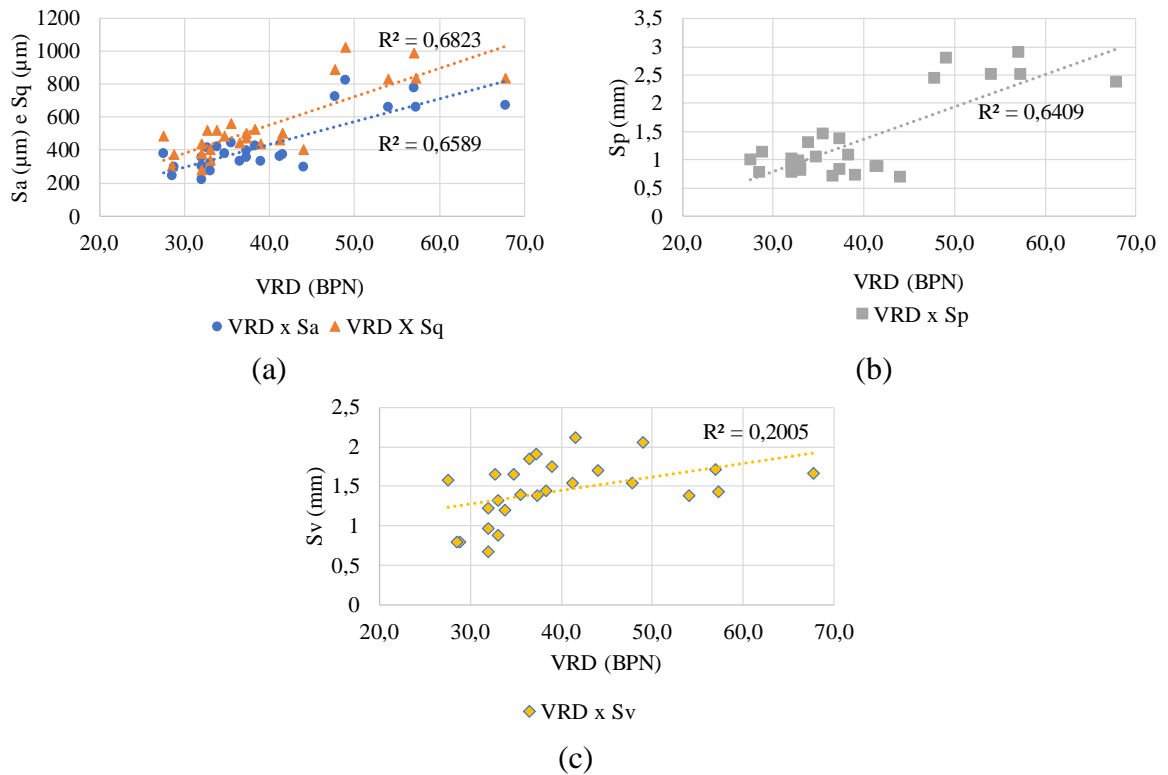 1200
1000
800
600
400
200
0
Sa (µm) e Sq (µm)
R² = 0,6823
R² = 0,6589
20,0 30,0 40,0 50,0 60,0 70,0
VRD (BPN)
VRD x Sa VRD X Sq
(a)
3,5
3
2,5
2
1,5
1
0,5
0
Sp (mm)
R² = 0,6409
20,0 30,0 40,0 50,0 60,0 70,0
VRD (BPN)
VRD x Sp
(b)
2,5
2
1,5
1
0,5
0
Sv (mm)
R² = 0,2005
20,0 30,0 40,0 50,0 60,0 70,0
VRD (BPN)
VRD x Sv
(c)